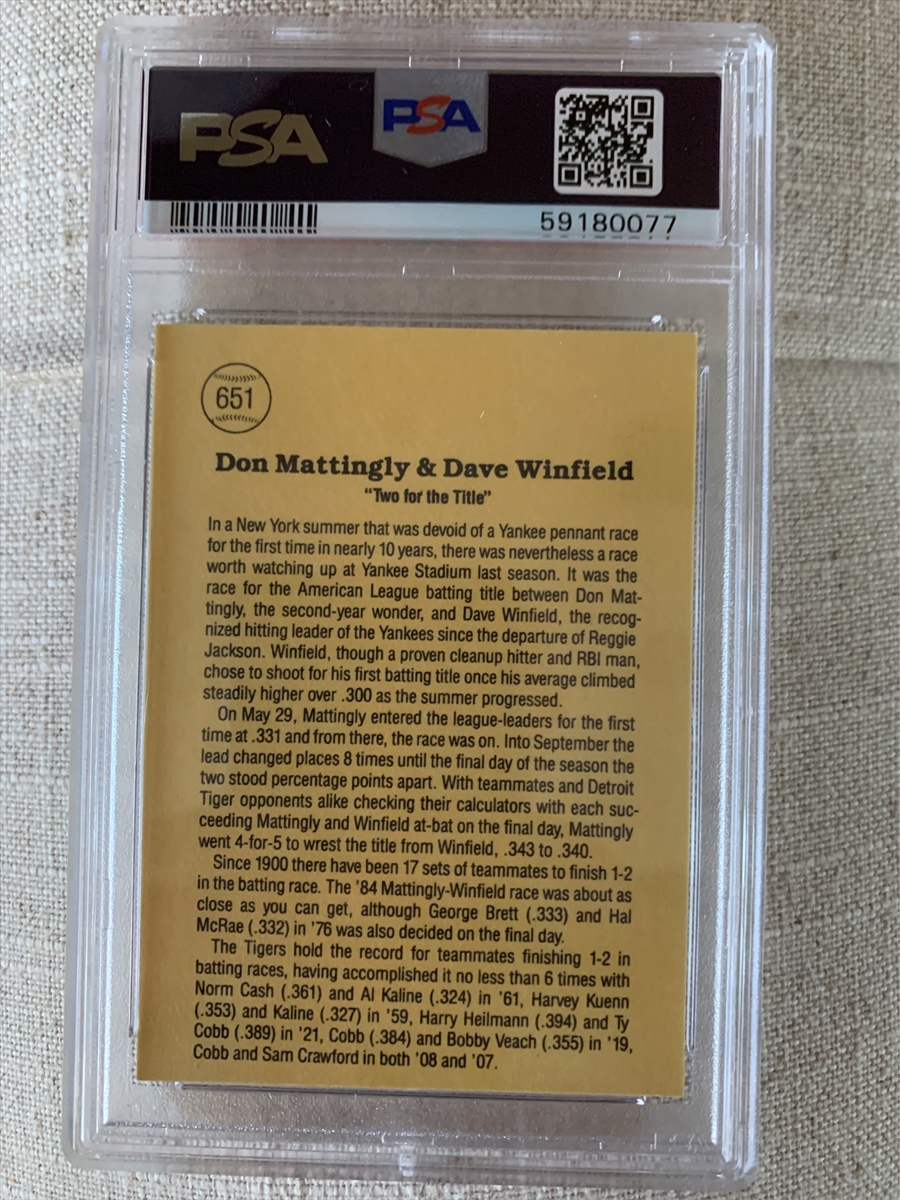 PSA PSA
59180077
651
Don Mattingly & Dave Winfield
“Two for the Title”
In a New York summer that was devoid of a Yankee pennant race
for the first time in nearly 10 years, there was nevertheless a race
worth watching up at Yankee Stadium last season. It was the
race for the American League batting title between Don Mat-
tingly, the second-year wonder, and Dave Winfield, the recog-
nized hitting leader of the Yankees since the departure of Reggie
Jackson. Winfield, though a proven cleanup hitter and RBI man,
chose to shoot for his first batting title once his average climbed
steadily higher over .300 as the summer progressed.
On May 29, Mattingly entered the league-leaders for the first
time at .331 and from there, the race was on. Into September the
lead changed places 8 times until the final day of the season the
two stood percentage points apart. With teammates and Detroit
Tiger opponents alike checking their calculators with each suc-
ceeding Mattingly and Winfield at-bat on the final day, Mattingly
went 4-for-5 to wrest the title from Winfield, .343 to .340.
Since 1900 there have been 17 sets of teammates to finish 1-2
in the batting race. The '84 Mattingly-Winfield race was about as
close as you can get, although George Brett (.333) and Hal
McRae (.332) in '76 was also decided on the final day.
The Tigers hold the record for teammates finishing 1-2 in
batting races, having accomplished it no less than 6 times with
Norm Cash (.361) and Al Kaline (.324) in '61, Harvey Kuenn
(.353) and Kaline (.327) in '59, Harry Heilmann (.394) and Ty
Cobb (.389) in '21, Cobb (.384) and Bobby Veach (.355) in '19,
Cobb and Sam Crawford in both '08 and '07.